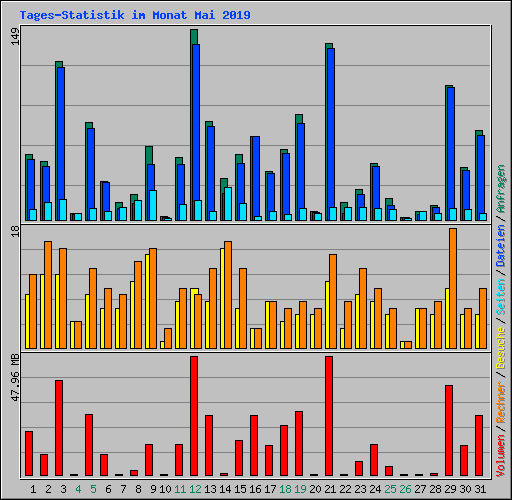 Tages-Statistik im Monat Mai 2019
149
18
47.96 MB
Volumen / Rechner / Besuche / Seiten / Dateien / Anfragen
1 2 3 4 5 6 7 8 9 10 11 12 13 14 15 16 17 18 19 20 21 22 23 24 25 26 27 28 29 30 31